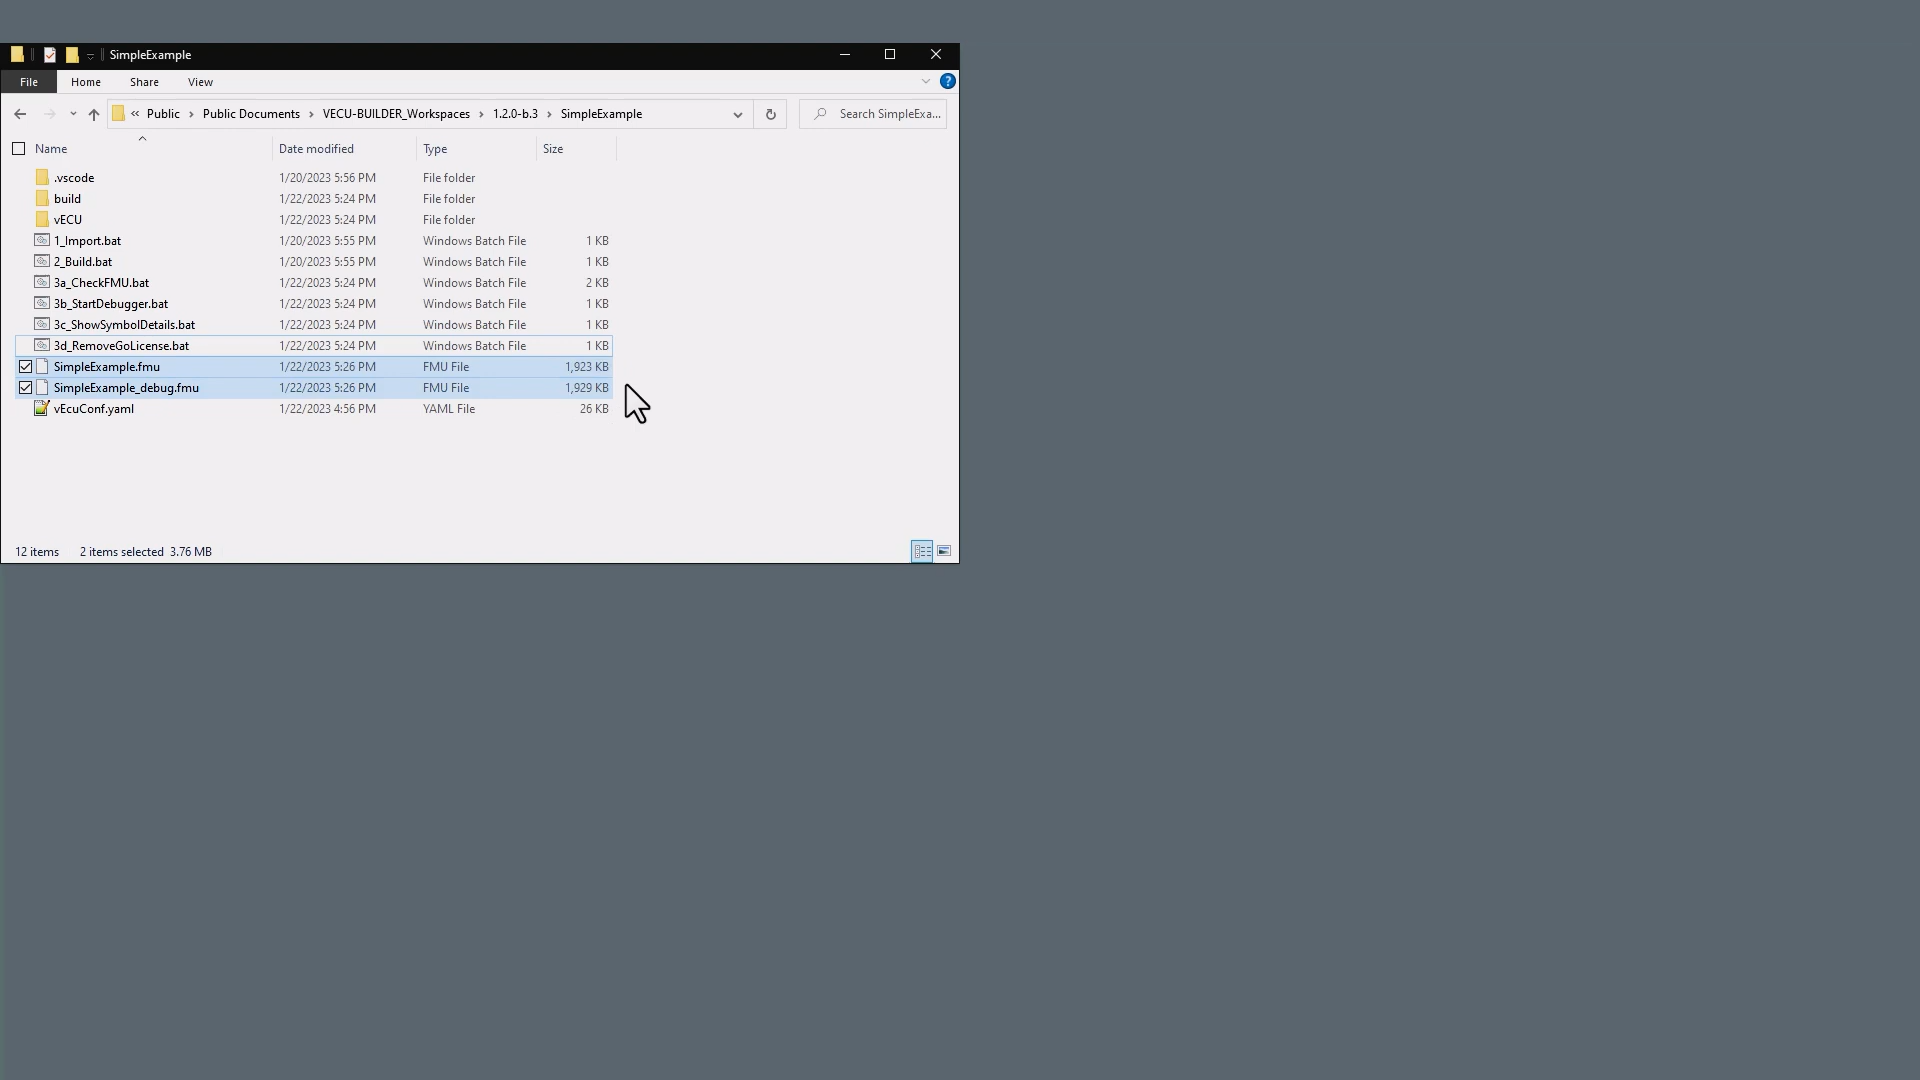 SimpleExample
File Home Share View
« Public › Public Documents › VECU-BUILDER_Workspaces › 1.2.0-b.3 › SimpleExample Search SimpleExa...
Name Date modified Type Size
.vscode 1/20/2023 5:56 PM File folder
build 1/22/2023 5:24 PM File folder
vECU 1/22/2023 5:24 PM File folder
1_Import.bat 1/20/2023 5:55 PM Windows Batch File 1 KB
2_Build.bat 1/20/2023 5:55 PM Windows Batch File 1 KB
3a_CheckFMU.bat 1/22/2023 5:24 PM Windows Batch File 2 KB
3b_StartDebugger.bat 1/22/2023 5:24 PM Windows Batch File 1 KB
3c_ShowSymbolDetails.bat 1/22/2023 5:24 PM Windows Batch File 1 KB
3d_RemoveGoLicense.bat 1/22/2023 5:24 PM Windows Batch File 1 KB
SimpleExample.fmu 1/22/2023 5:26 PM FMU File 1,923 KB
SimpleExample_debug.fmu 1/22/2023 5:26 PM FMU File 1,929 KB
vEcuConf.yaml 1/22/2023 4:56 PM YAML File 26 KB
12 items 2 items selected 3.76 MB